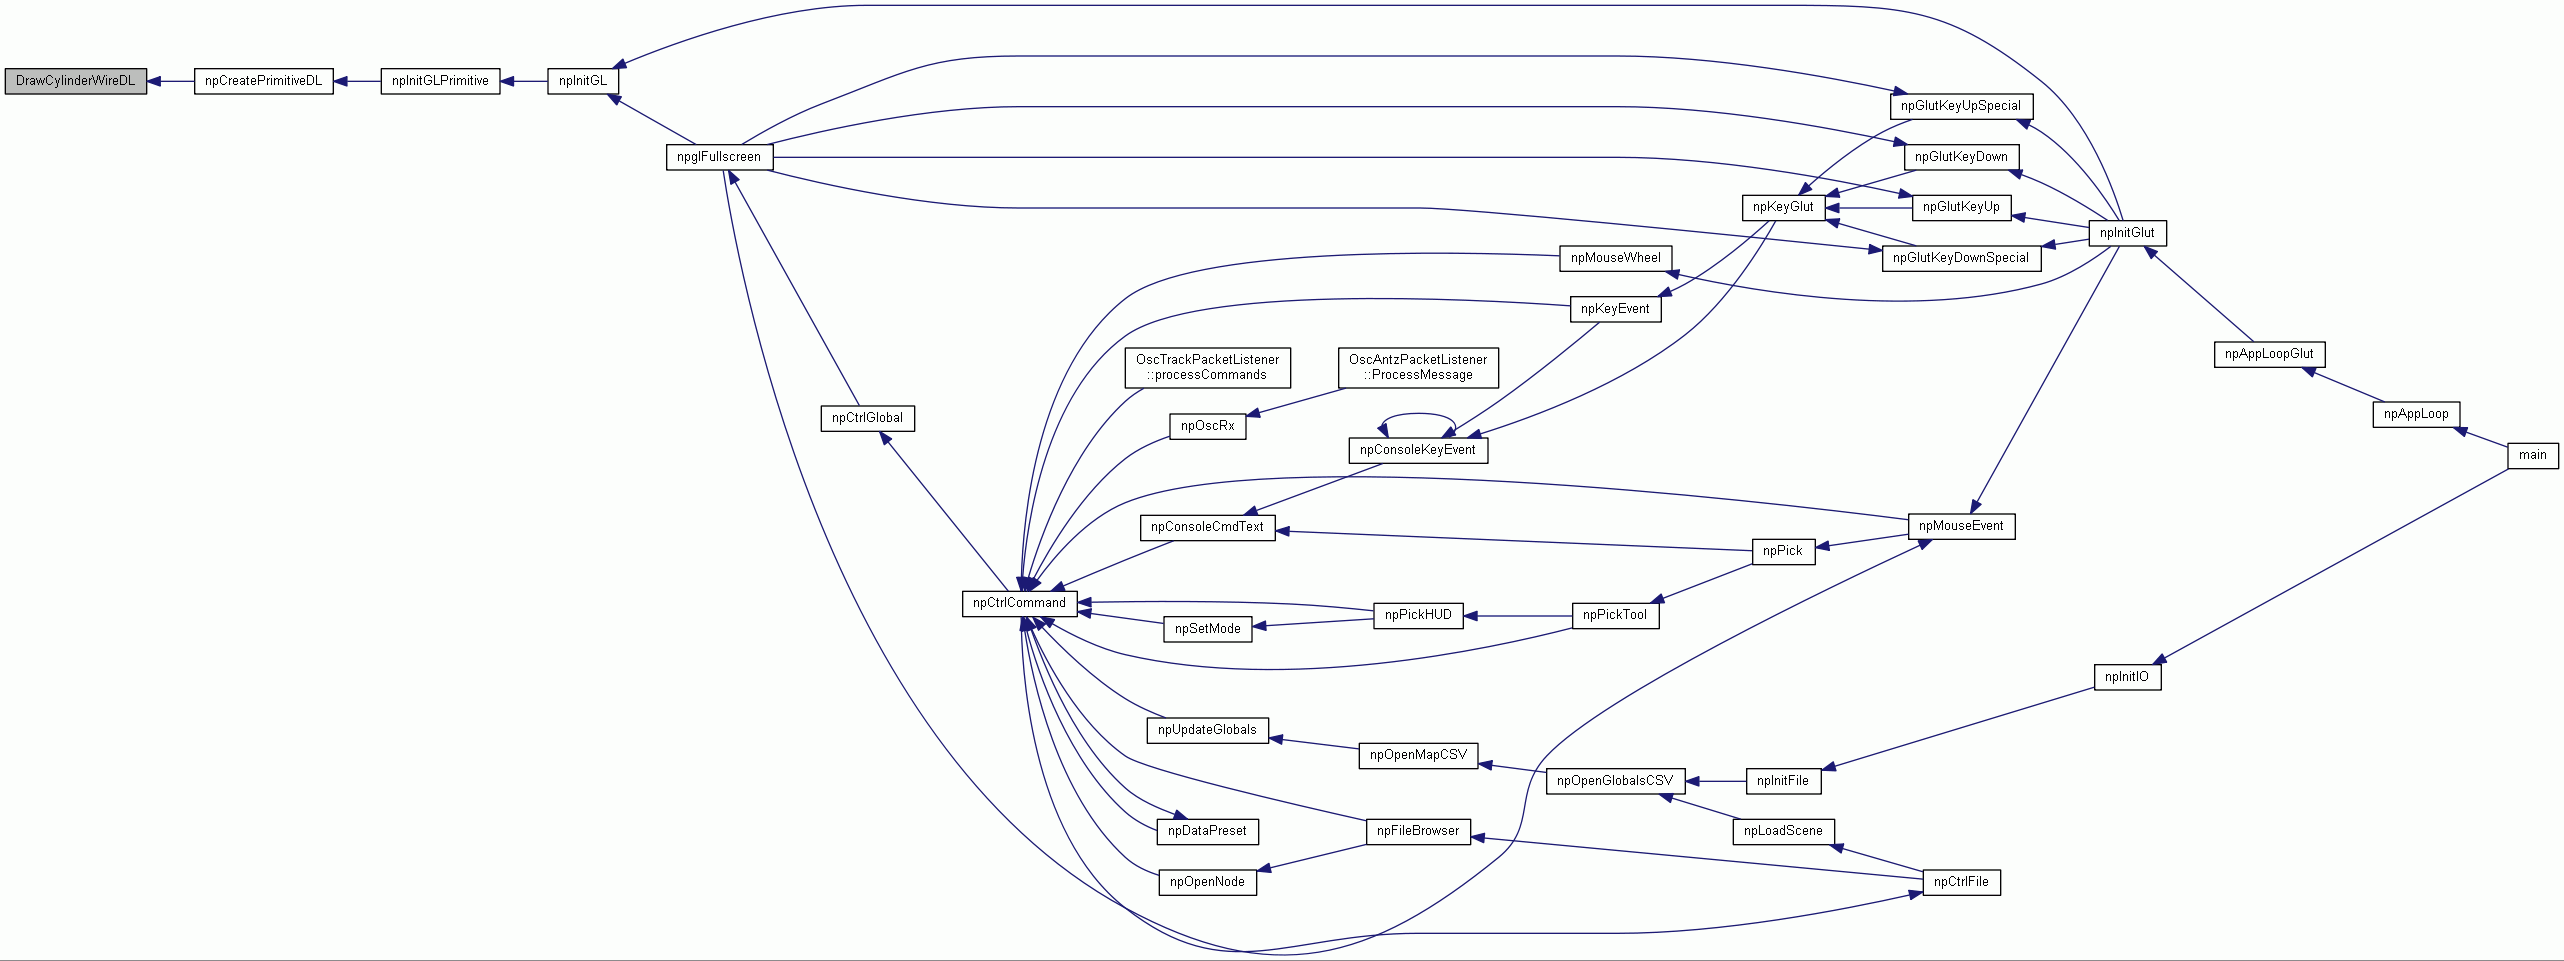 DrawCylinderWireDL
npCreatePrimitiveDL
npInitGLPrimitive
npInitGL
npglFullscreen
npCtrlGlobal
npCtrlCommand
OscTrackPacketListener
::processCommands
npOscRx
npConsoleCmdText
npSetMode
npUpdateGlobals
npDataPreset
npOpenNode
OscAntzPacketListener
::ProcessMessage
npConsoleKeyEvent
npPickHUD
npOpenMapCSV
npFileBrowser
npMouseWheel
npKeyEvent
npPickTool
npOpenGlobalsCSV
npKeyGlut
npPick
npInitFile
npLoadScene
npGlutKeyUpSpecial
npGlutKeyDown
npGlutKeyUp
npGlutKeyDownSpecial
npMouseEvent
npCtrlFile
npInitGlut
npInitIO
npAppLoopGlut
npAppLoop
main